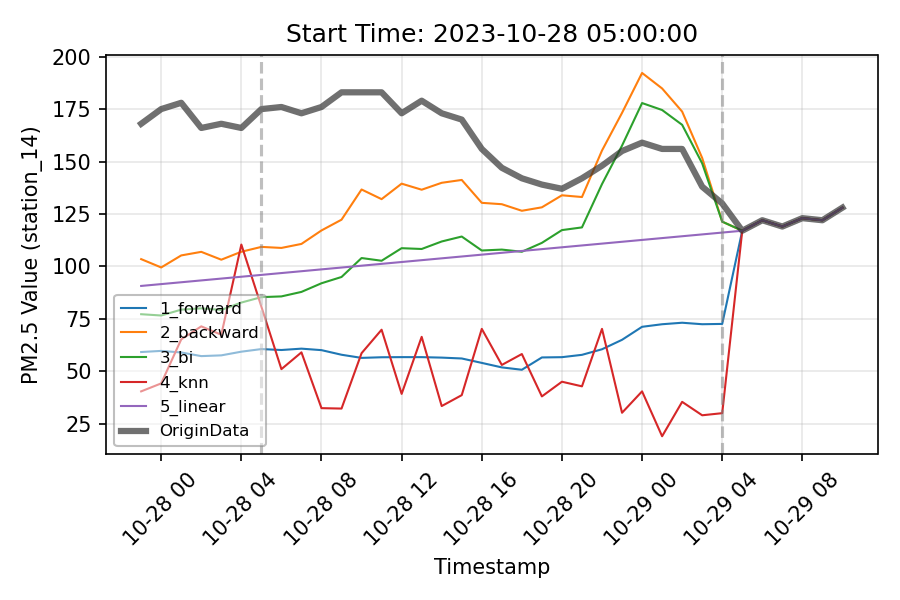 Start Time: 2023-10-28 05:00:00
PM2.5 Value (station_14)
200
175
150
125
100
75
50
25
1_forward
2_backward
3_bi
4_knn
5_linear
OriginData
10-28 00
10-28 04
10-28 08
10-28 12
10-28 16
10-28 20
10-29 00
10-29 04
10-29 08
Timestamp